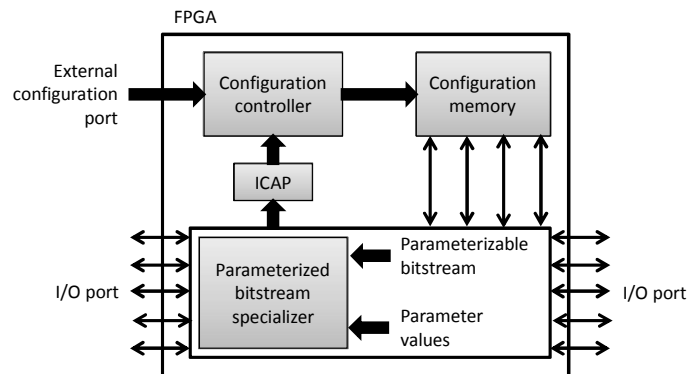 FPGA
External
configuration
port
Configuration
controller
Configuration
memory
ICAP
I/O port
Parameterized
bitstream
specializer
Parameterizable
bitstream
Parameter
values
I/O port